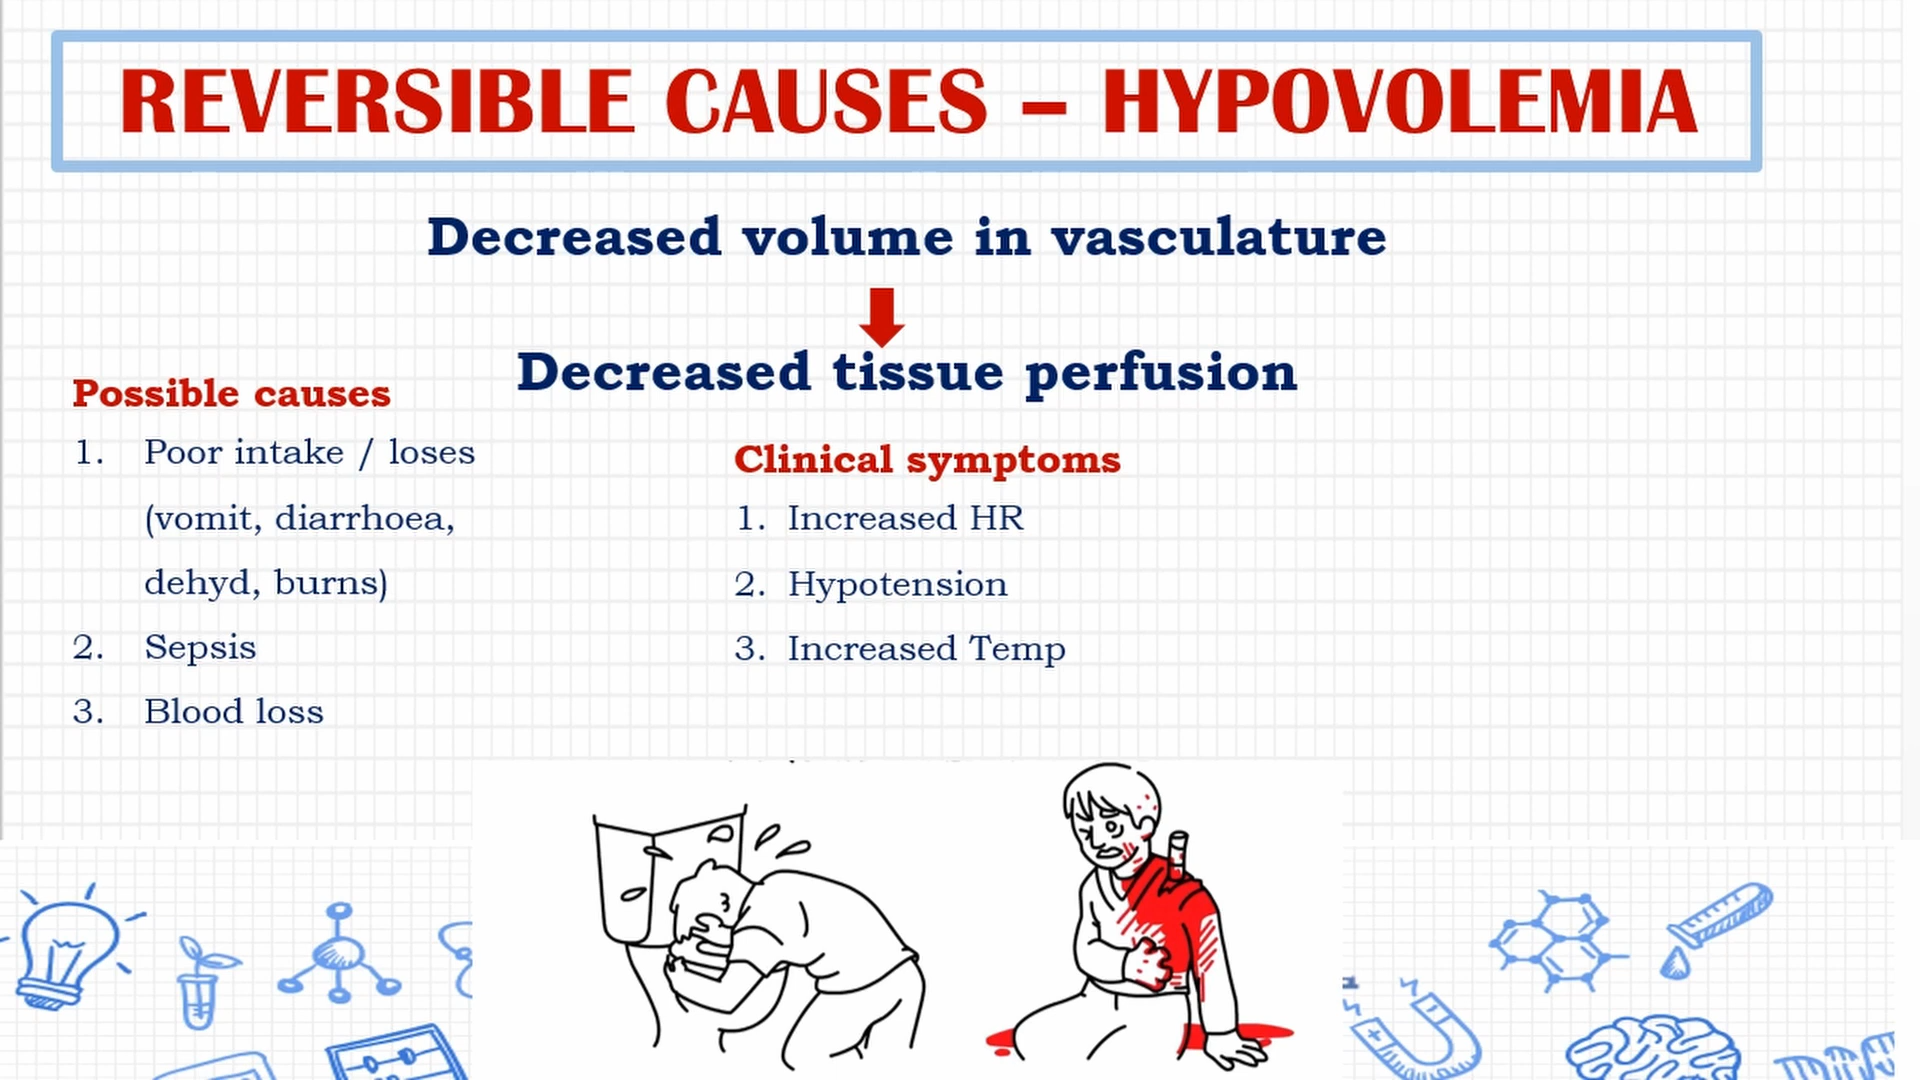 REVERSIBLE CAUSES – HYPOVOLEMIA
Decreased volume in vasculature
Decreased tissue perfusion
Possible causes
1. Poor intake / loses
(vomit, diarrhoea,
dehyd, burns)
2. Sepsis
3. Blood loss
Clinical symptoms
1. Increased HR
2. Hypotension
3. Increased Temp